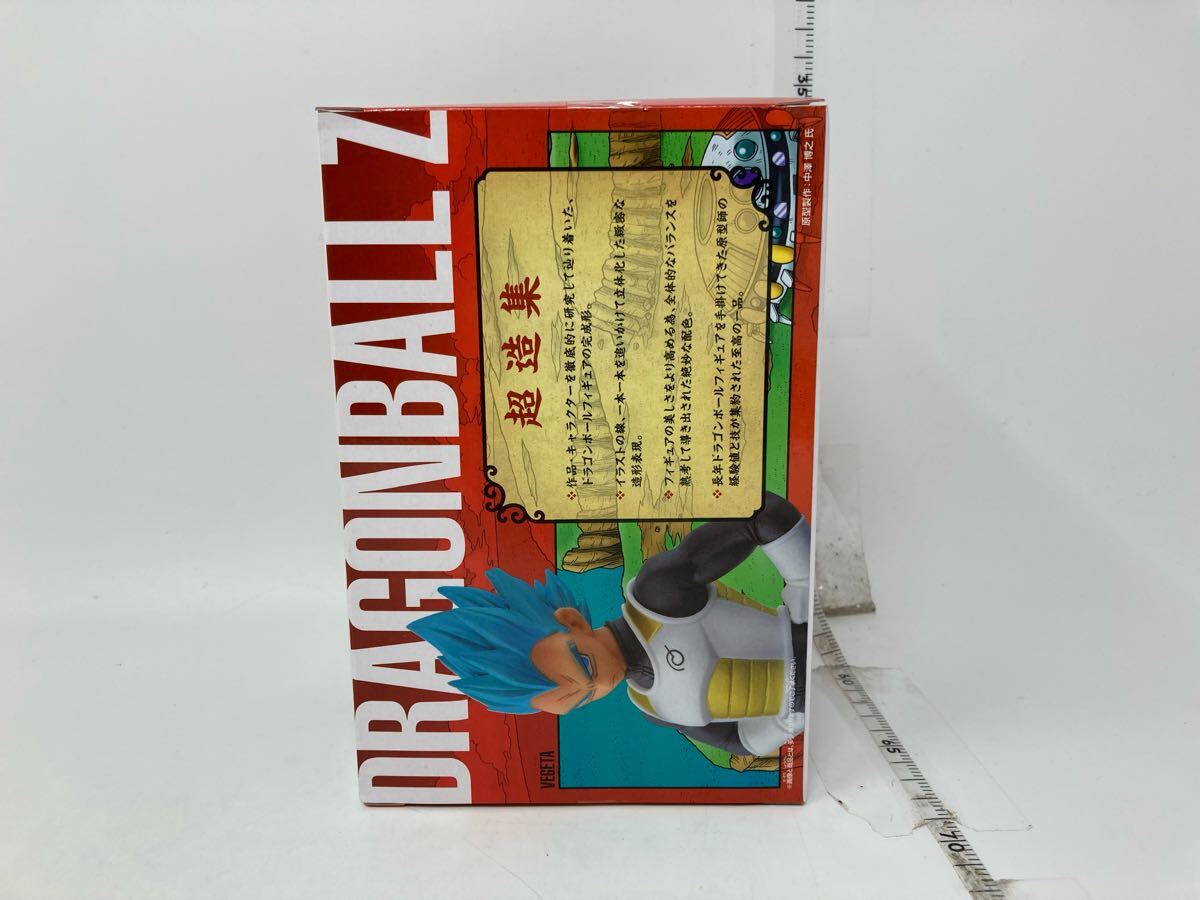 DRAGONBALL Z
超造集
❖作品・キャラクターを徹底的に研究して辿り着いた、
ドラゴンボールフィギュアの完成形。
❖イラストの線、一本一本を追いかけて立体化した緻密な
造形表現。
❖フィギュアの美しさをより高める為、全体的なバランスを
熟考して導き出された絶妙な配色。
❖長年ドラゴンボールフィギュアを手掛けてきた原型師の
経験値と技が集約された至高の一品。
原型製作：中澤 博之 氏
VEGETA
35
60
59
70